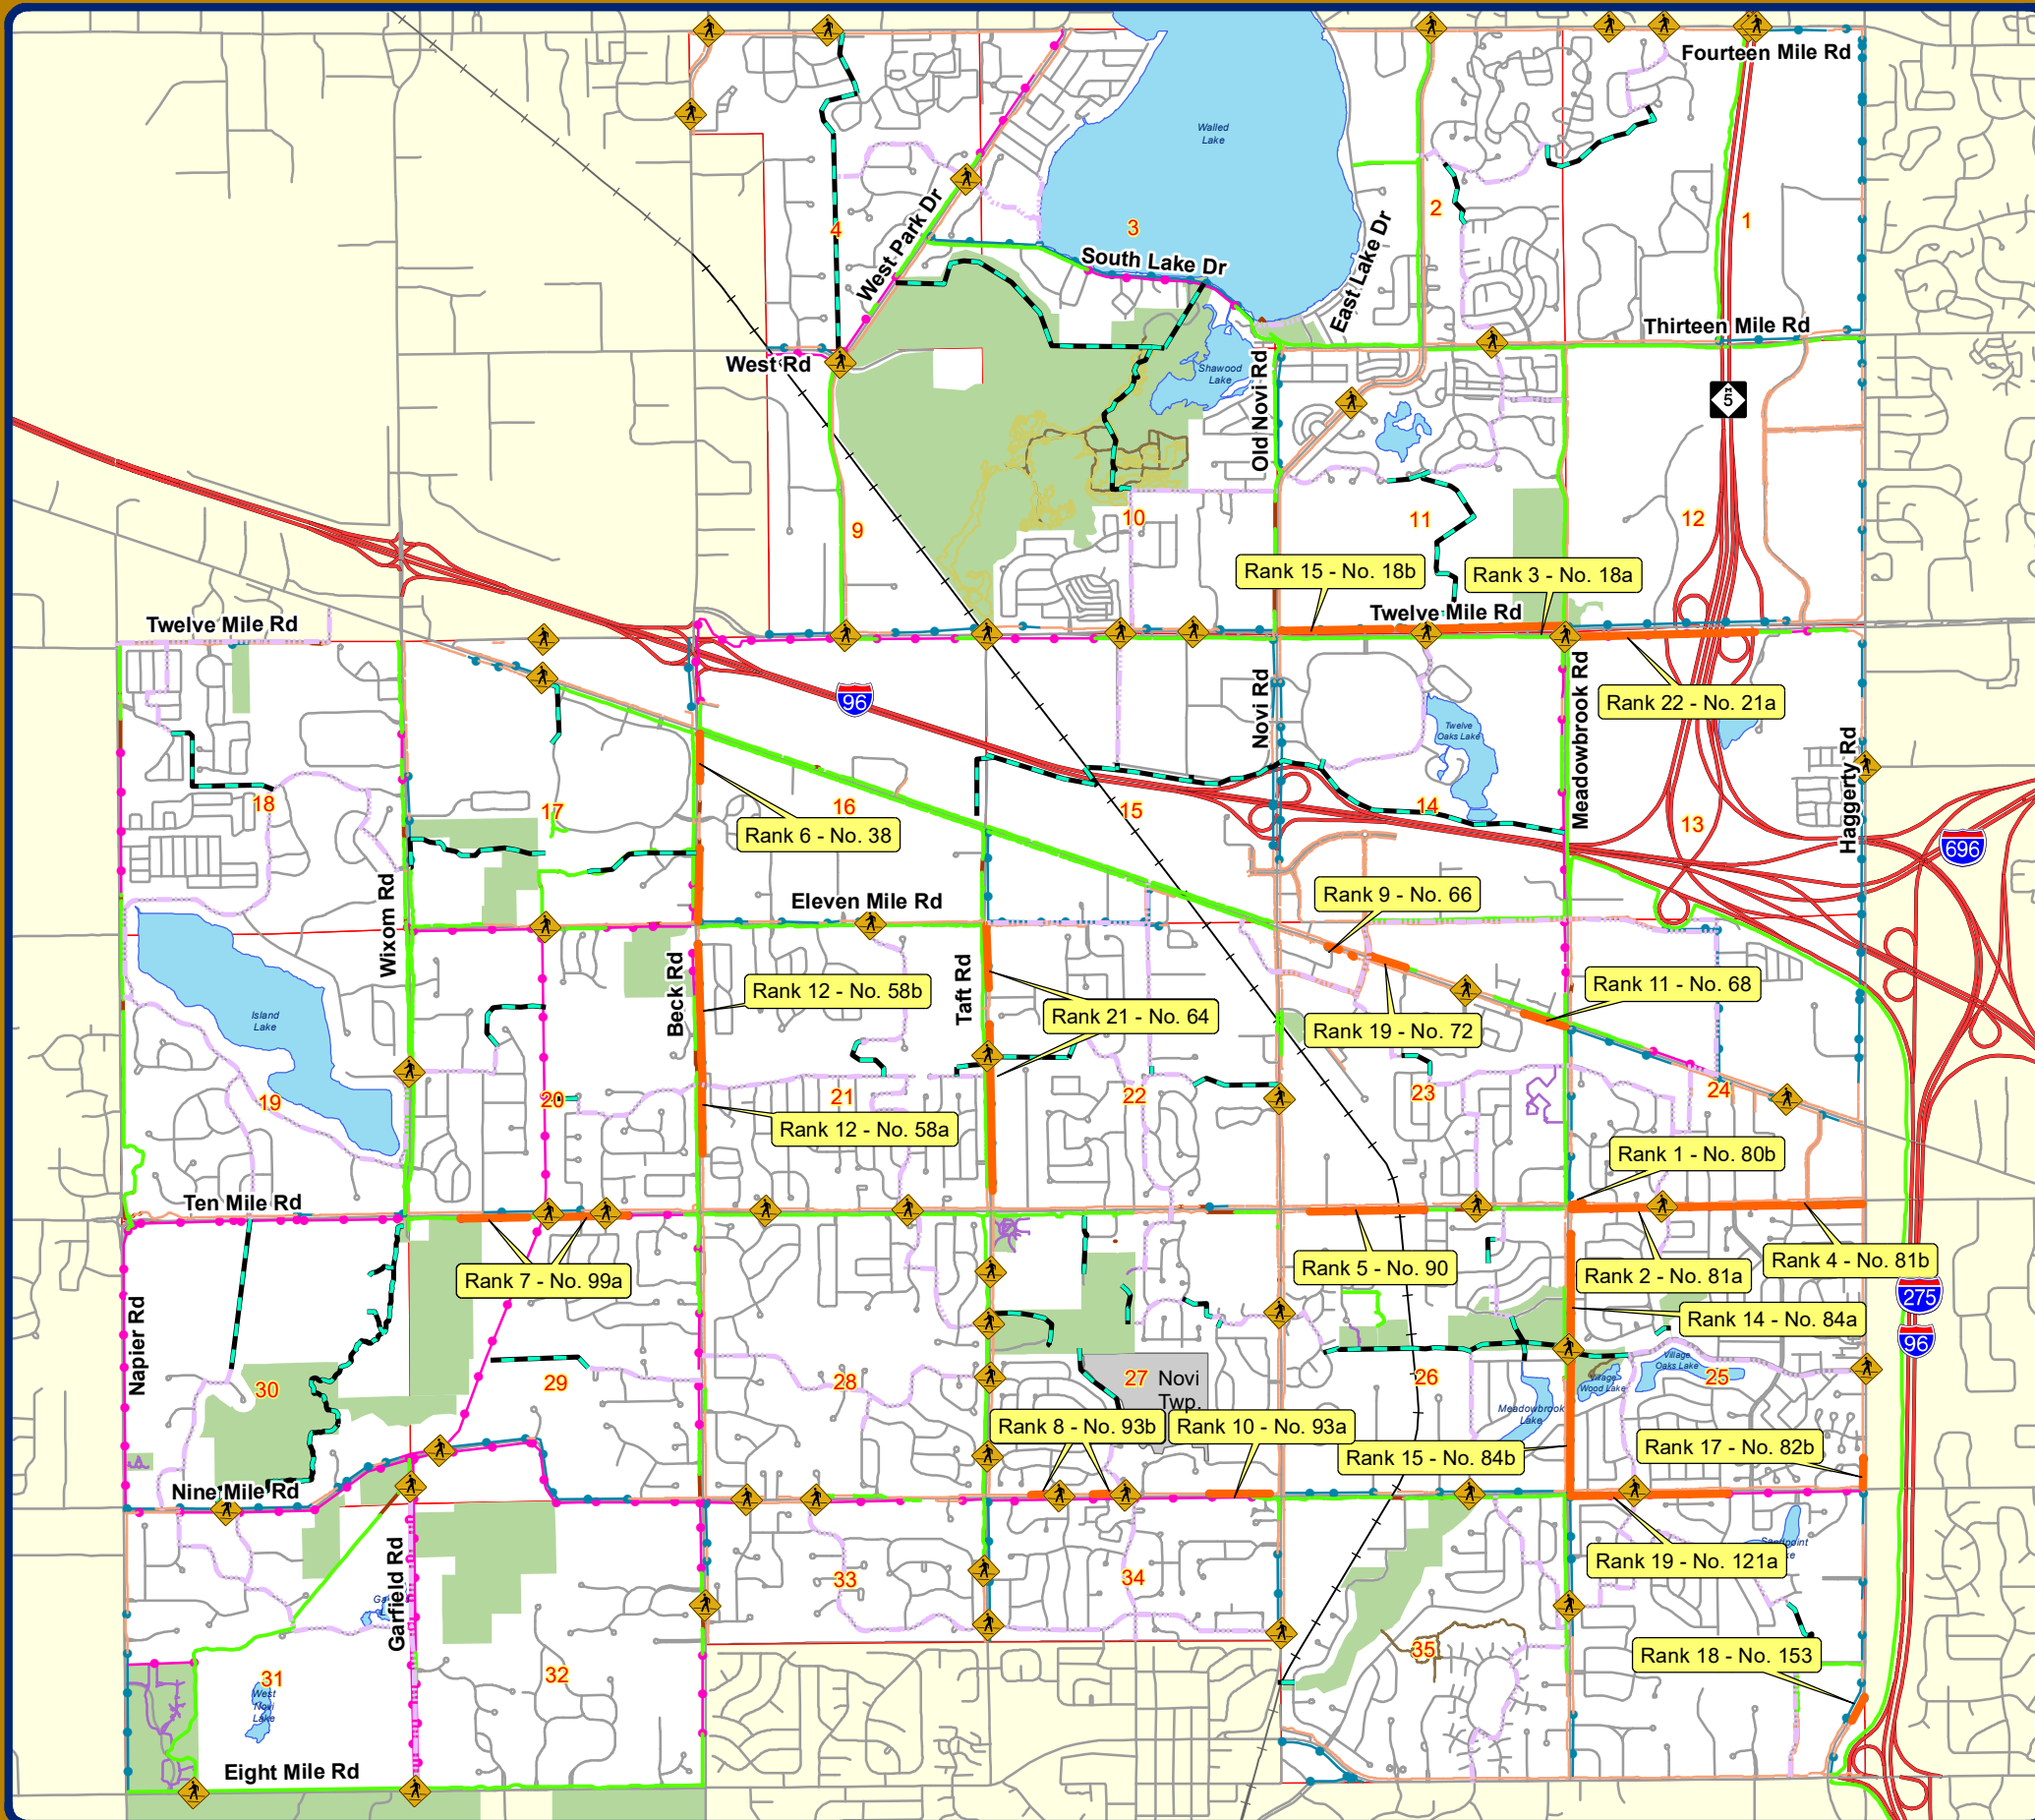 Fourteen Mile Rd
Walled
Lake
4
West Park Dr
3
South Lake Dr
East Lake Dr
2
1
Thirteen Mile Rd
West Rd
Shawood
Lake
Old Novi Rd
M
5
9
10
11
12
Rank 15 - No. 18b
Rank 3 - No. 18a
Twelve Mile Rd
Twelve Mile Rd
96
Novi Rd
Meadowbrook Rd
Rank 22 - No. 21a
Twelve
Oaks Lake
Haggerty Rd
18
17
16
15
14
13
Rank 6 - No. 38
696
Wixom Rd
Eleven Mile Rd
Rank 9 - No. 66
Beck Rd
Taft Rd
Rank 12 - No. 58b
Rank 21 - No. 64
Rank 11 - No. 68
Rank 19 - No. 72
Island
Lake
19
20
21
22
23
24
Rank 12 - No. 58a
Rank 1 - No. 80b
Ten Mile Rd
Rank 7 - No. 99a
Rank 5 - No. 90
Rank 2 - No. 81a
Rank 4 - No. 81b
275
96
Rank 14 - No. 84a
Napier Rd
30
29
28
27
Novi
Twp.
26
Village
Oaks Lake
25
Village
Wood Lake
Meadowbrook
Lake
Rank 8 - No. 93b
Rank 10 - No. 93a
Rank 15 - No. 84b
Rank 17 - No. 82b
Nine Mile Rd
Garfield Rd
Rank 19 - No. 121a
33
34
35
Rank 18 - No. 153
31
32
West
Novi
Lake
Eight Mile Rd